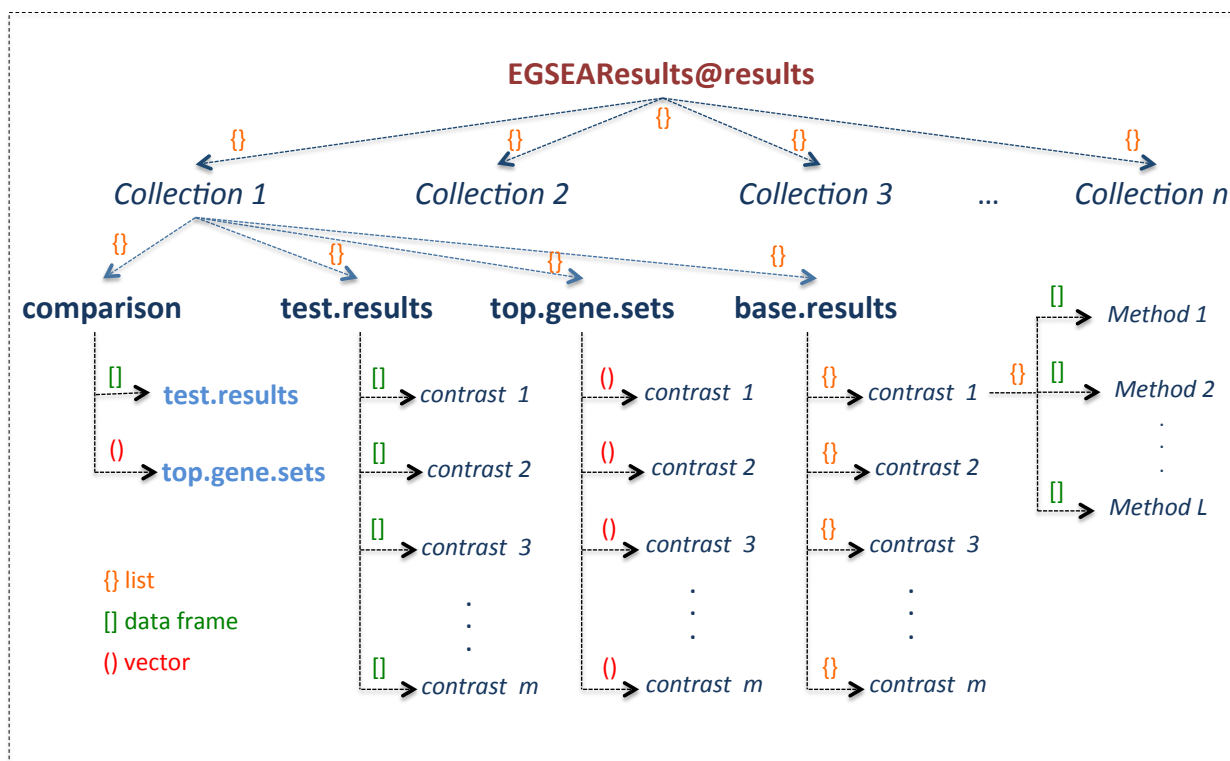 EGSEAResults@results
{} {} {} {} {}
Collection 1 Collection 2 Collection 3 ... Collection n
{} {} {} {}
comparison test.results top.gene.sets base.results
[] test.results
() top.gene.sets
[] contrast 1
[] contrast 2
[] contrast 3
.
.
.
[] contrast m
() contrast 1
() contrast 2
() contrast 3
.
.
.
() contrast m
{} contrast 1
{} contrast 2
{} contrast 3
.
.
.
{} contrast m
{}
[] Method 1
[] Method 2
.
.
.
[] Method L
{} list
[] data frame
() vector